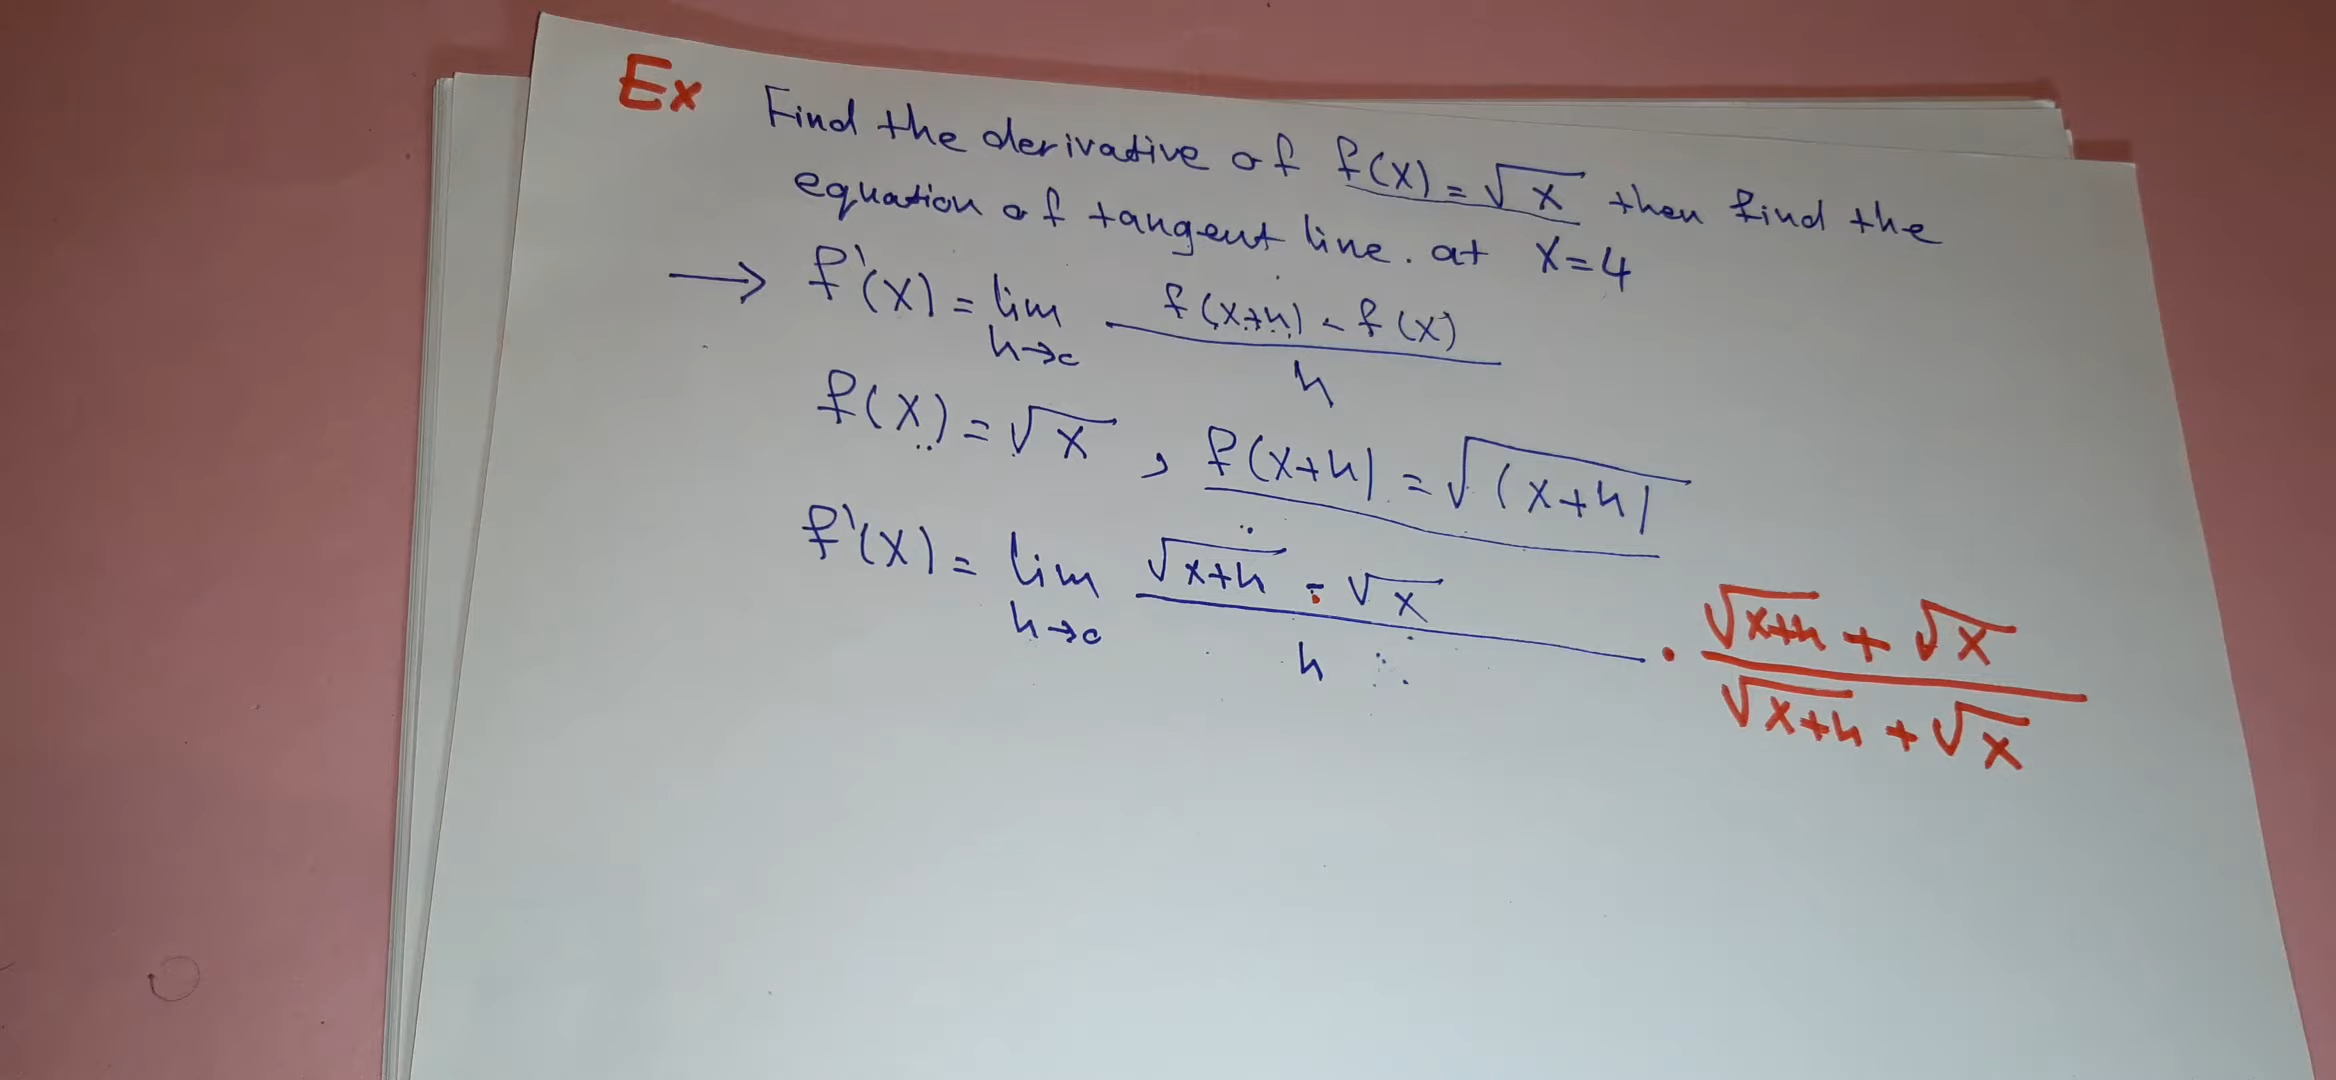 Ex Find the derivative of f(x) = √x then find the
equation of tangent line. at x=4
→ f'(x) = lim h→0 (f(x+h) - f(x))/h
f(x) = √x , f(x+h) = √(x+h)
f'(x) = lim h→0 (√x+h - √x)/h · (√x+h + √x)/(√x+h + √x)